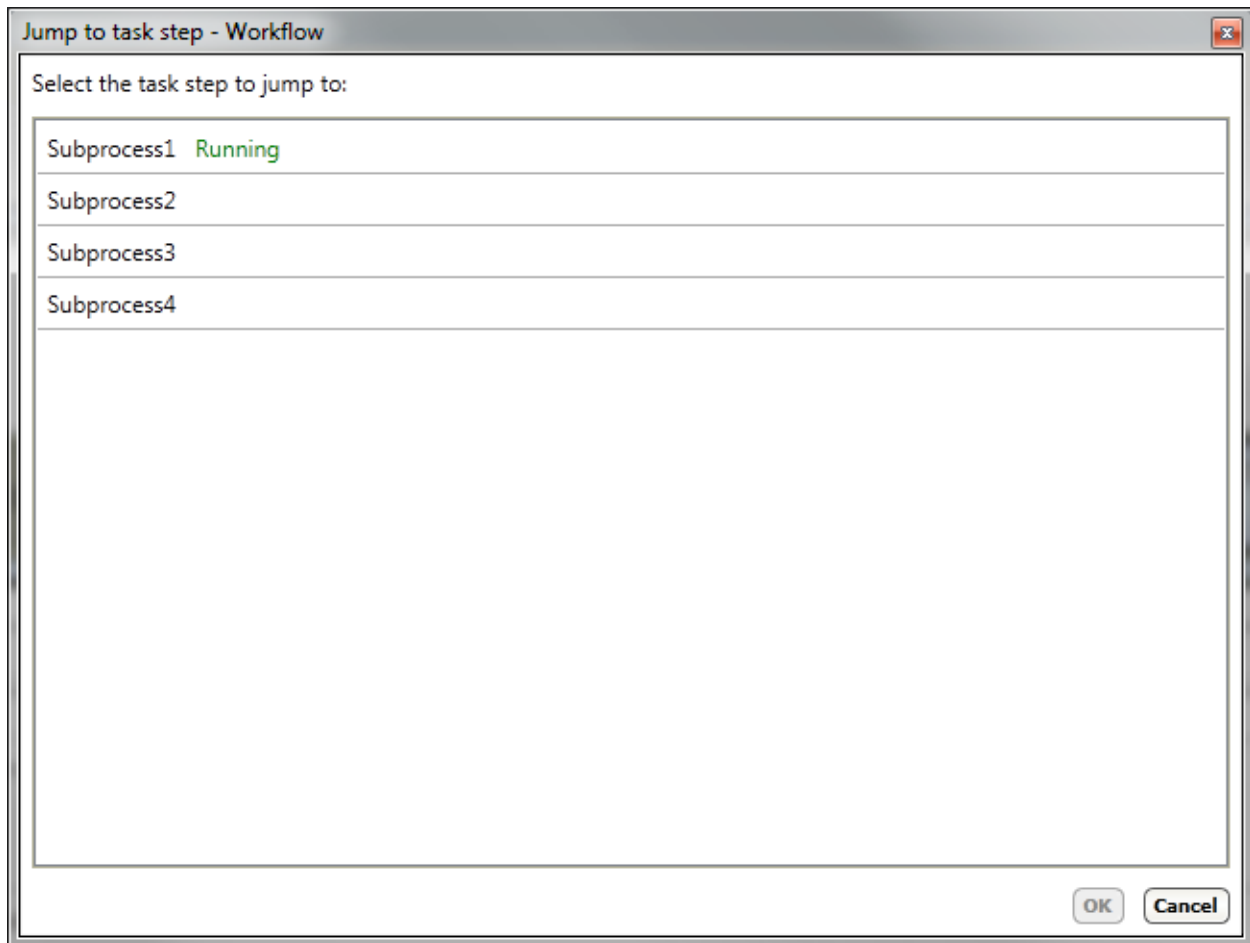 Jump to task step - Workflow
Select the task step to jump to:
Subprocess1 Running
Subprocess2
Subprocess3
Subprocess4
OK Cancel